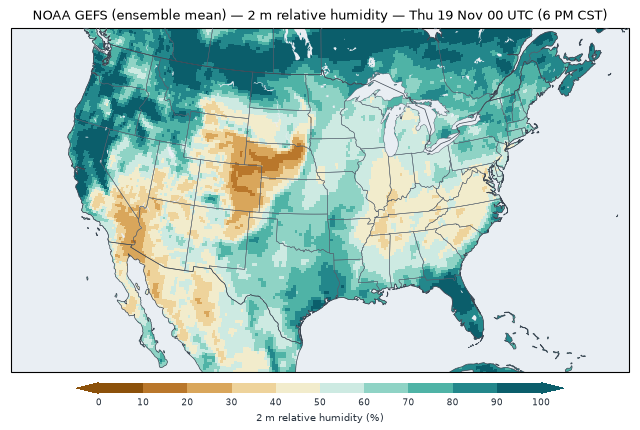 NOAA GEFS (ensemble mean) — 2 m relative humidity — Thu 19 Nov 00 UTC (6 PM CST)
0 10 20 30 40 50 60 70 80 90 100
2 m relative humidity (%)